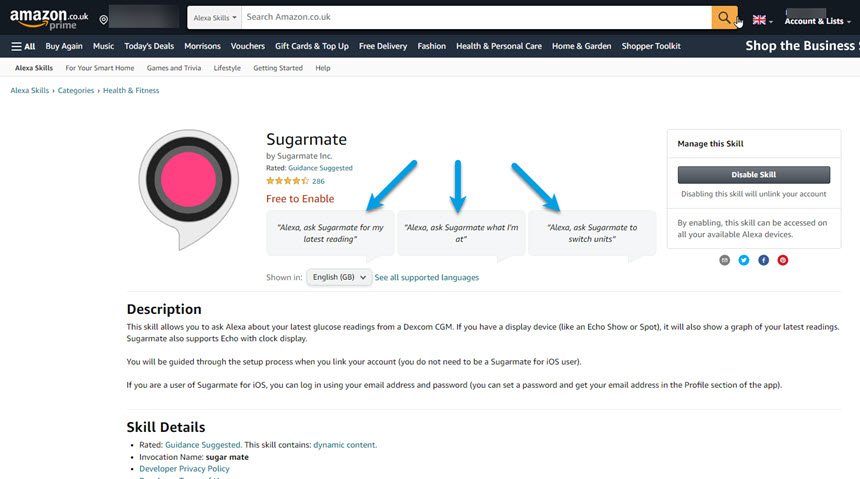 amazon.co.uk
prime
Alexa Skills
Search Amazon.co.uk
Account & Lists
All Buy Again Music Today's Deals Morrisons Vouchers Gift Cards & Top Up Free Delivery Fashion Health & Personal Care Home & Garden Shopper Toolkit Shop the Business
Alexa Skills For Your Smart Home Games and Trivia Lifestyle Getting Started Help
Alexa Skills › Categories › Health & Fitness
Sugarmate
by Sugarmate Inc.
Rated: Guidance Suggested
286
Free to Enable
"Alexa, ask Sugarmate for my
latest reading"
"Alexa, ask Sugarmate what I'm
at"
"Alexa, ask Sugarmate to
switch units"
Shown in: English (GB) See all supported languages
Manage this Skill
Disable Skill
Disabling this skill will unlink your account
By enabling, this skill can be accessed on
all your available Alexa devices.
Description
This skill allows you to ask Alexa about your latest glucose readings from a Dexcom CGM. If you have a display device (like an Echo Show or Spot), it will also show a graph of your latest readings.
Sugarmate also supports Echo with clock display.
You will be guided through the setup process when you link your account (you do not need to be a Sugarmate for iOS user).
If you are a user of Sugarmate for iOS, you can log in using your email address and password (you can set a password and get your email address in the Profile section of the app).
Skill Details
• Rated: Guidance Suggested. This skill contains: dynamic content.
• Invocation Name: sugar mate
• Developer Privacy Policy